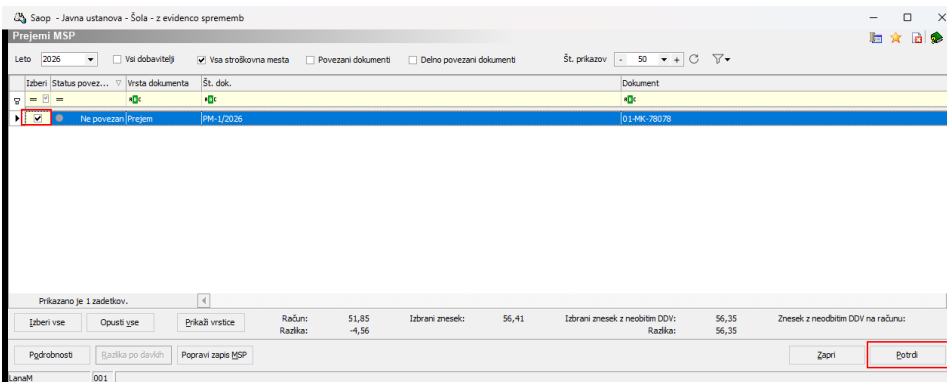 Saop - Javna ustanova - Šola - z evidenco sprememb
Prejemi MSP
Leto 2026 Vsi dobavitelji Vsa stroškovna mesta Povezani dokumenti Delno povezani dokumenti Št. prikazov - 50 +
Izberi Status povez... Vrsta dokumenta Št. dok. Dokument
= =
Ne povezan Prejem PM-1/2026 01-MK-78078
Prikazano je 1 zadetkov.
Izberi vse Opusti vse Prikaži vrstice Račun: 51,85 Izbrani znesek: 56,41 Izbrani znesek z neobitim DDV: 56,35 Znesek z neodbitim DDV na računu:
Razlika: -4,56 Razlika: 56,35
Podrobnosti Razlika po davkih Popravi zapis MSP Zapri Potrdi
LanaM 001